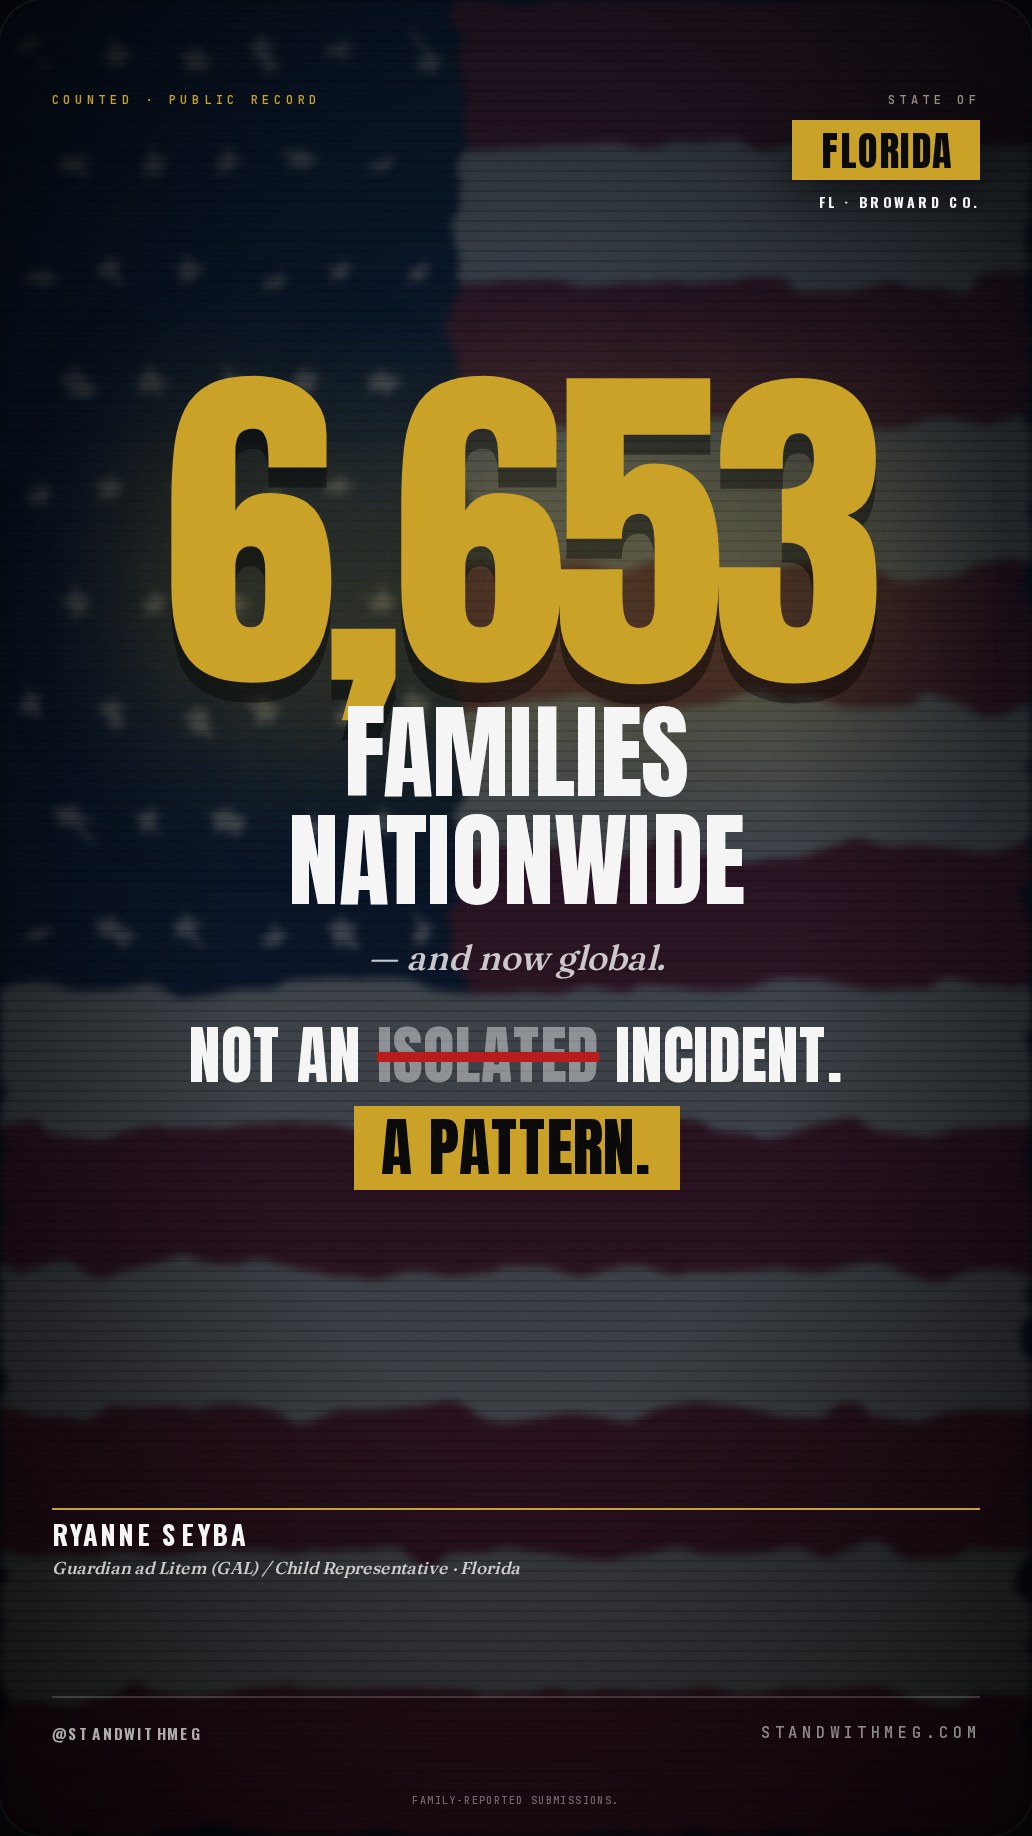 COUNTED · PUBLIC RECORD
STATE OF
FLORIDA
FL · BROWARD CO.
6,653
FAMILIES
NATIONWIDE
— and now global.
NOT AN ISOLATED INCIDENT.
A PATTERN.
RYANNE SEYBA
Guardian ad Litem (GAL) / Child Representative · Florida
@STANDWITHMEG
STANDWITHMEG.COM
FAMILY-REPORTED SUBMISSIONS.